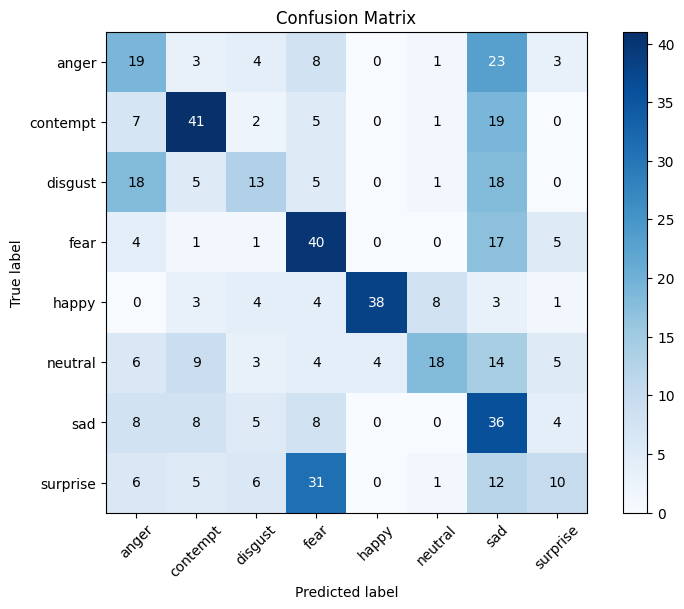 Confusion Matrix
anger 19 3 4 8 0 1 23 3
contempt 7 41 2 5 0 1 19 0
disgust 18 5 13 5 0 1 18 0
fear 4 1 1 40 0 0 17 5
happy 0 3 4 4 38 8 3 1
neutral 6 9 3 4 4 18 14 5
sad 8 8 5 8 0 0 36 4
surprise 6 5 6 31 0 1 12 10
anger contempt disgust fear happy neutral sad surprise
Predicted label
True label
40
35
30
25
20
15
10
5
0